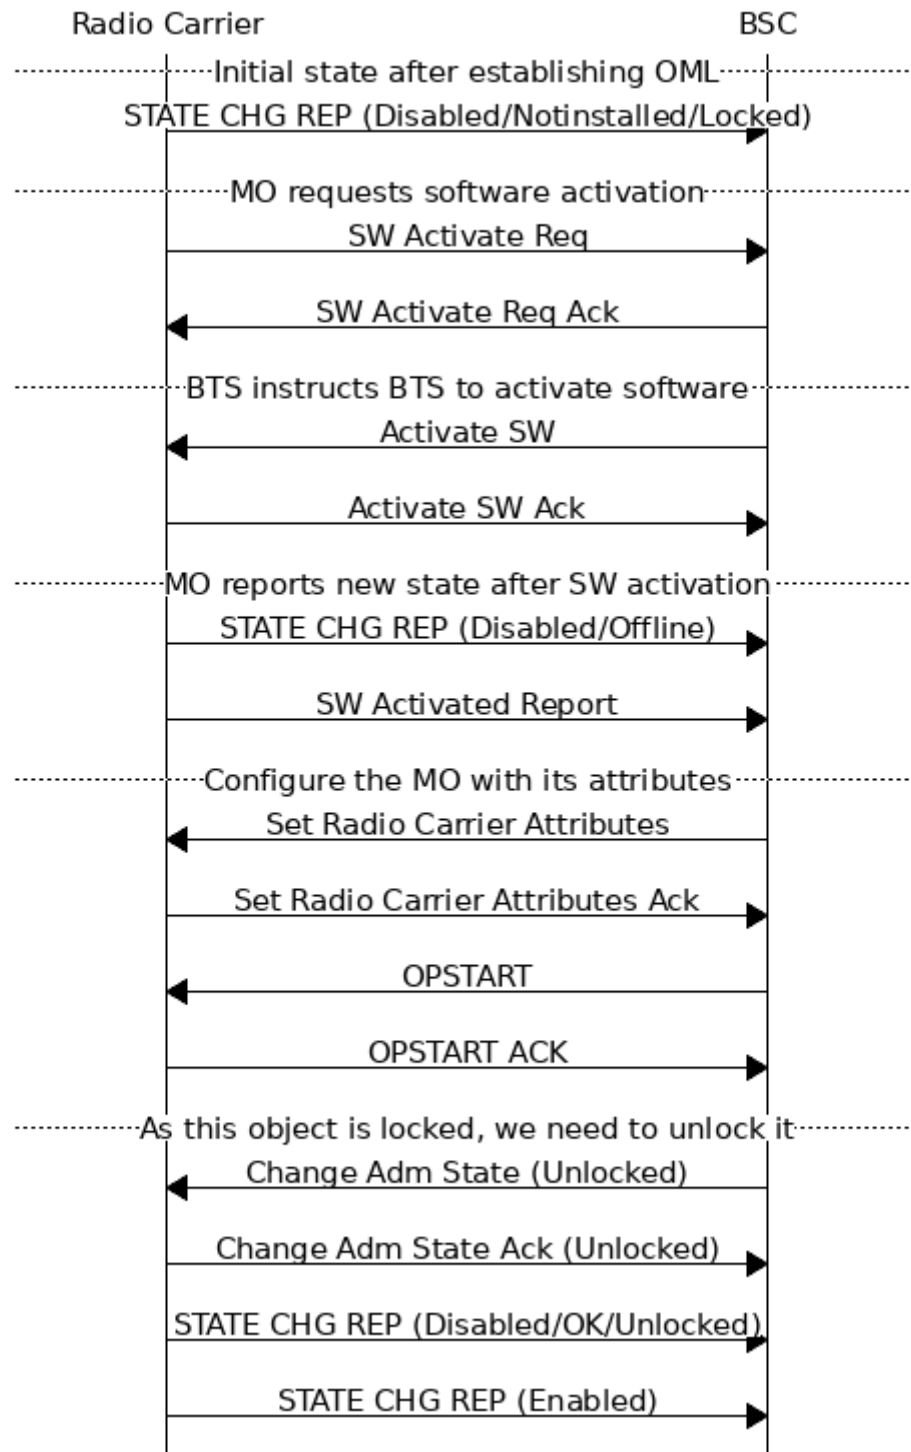 Radio Carrier BSC
Initial state after establishing OML
STATE CHG REP (Disabled/Notinstalled/Locked)
MO requests software activation
SW Activate Req
SW Activate Req Ack
BTS instructs BTS to activate software
Activate SW
Activate SW Ack
MO reports new state after SW activation
STATE CHG REP (Disabled/Offline)
SW Activated Report
Configure the MO with its attributes
Set Radio Carrier Attributes
Set Radio Carrier Attributes Ack
OPSTART
OPSTART ACK
As this object is locked, we need to unlock it
Change Adm State (Unlocked)
Change Adm State Ack (Unlocked)
STATE CHG REP (Disabled/OK/Unlocked)
STATE CHG REP (Enabled)